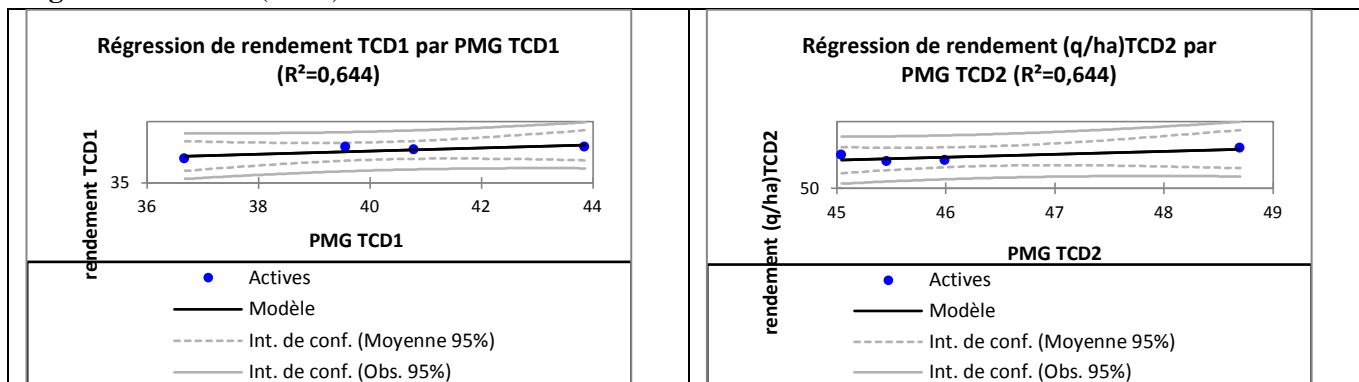 Régression de rendement TCD1 par PMG TCD1
(R²=0,644)
rendement TCD1
35
36 38 40 42 44
PMG TCD1
Actives
Modèle
Int. de conf. (Moyenne 95%)
Int. de conf. (Obs. 95%)
Régression de rendement (q/ha)TCD2 par
PMG TCD2 (R²=0,644)
rendement (q/ha)TCD2
50
45 46 47 48 49
PMG TCD2
Actives
Modèle
Int. de conf. (Moyenne 95%)
Int. de conf. (Obs. 95%)